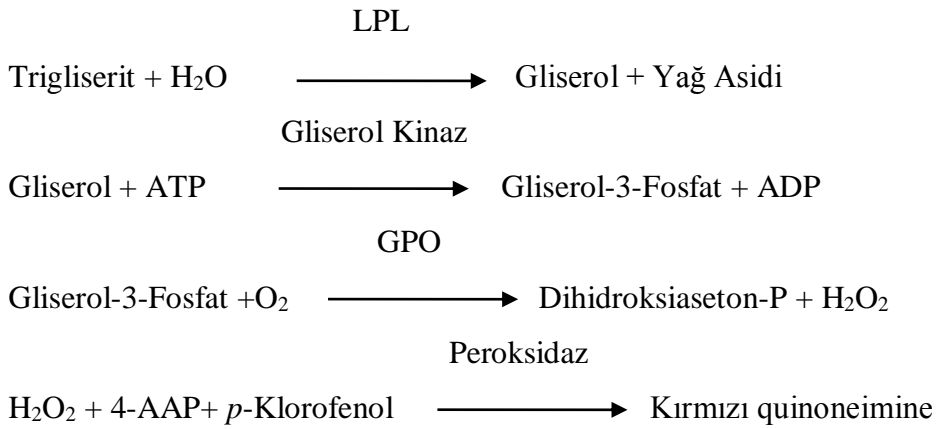 LPL
Trigliserit + H₂O ⟶ Gliserol + Yağ Asidi
Gliserol Kinaz
Gliserol + ATP ⟶ Gliserol-3-Fosfat + ADP
GPO
Gliserol-3-Fosfat +O₂ ⟶ Dihidroksiaseton-P + H₂O₂
Peroksidaz
H₂O₂ + 4-AAP+ p-Klorofenol ⟶ Kırmızı quinoneimine